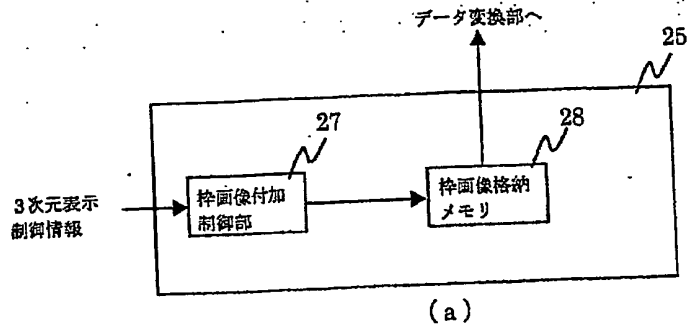 データ変換部へ
25
27
28
3次元表示
制御情報
枠画像付加
制御部
枠画像格納
メモリ
(a)